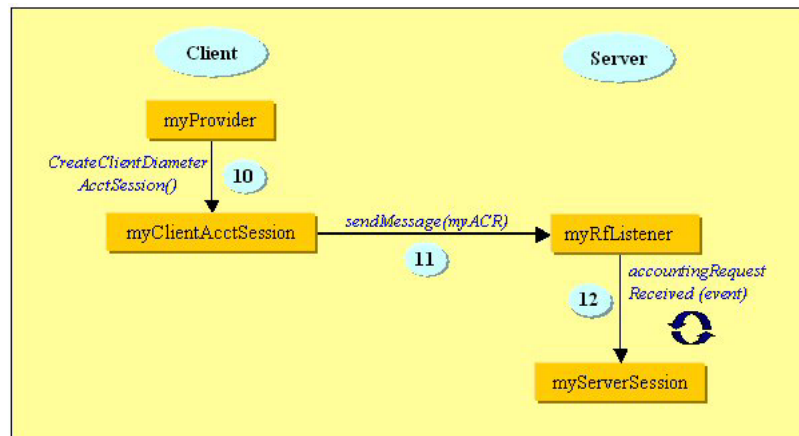 Client
Server
myProvider
CreateClientDiameter
AcctSession()
10
myClientAcctSession
sendMessage(myACR)
11
myRfListener
accountingRequest
Received (event)
12
myServerSession